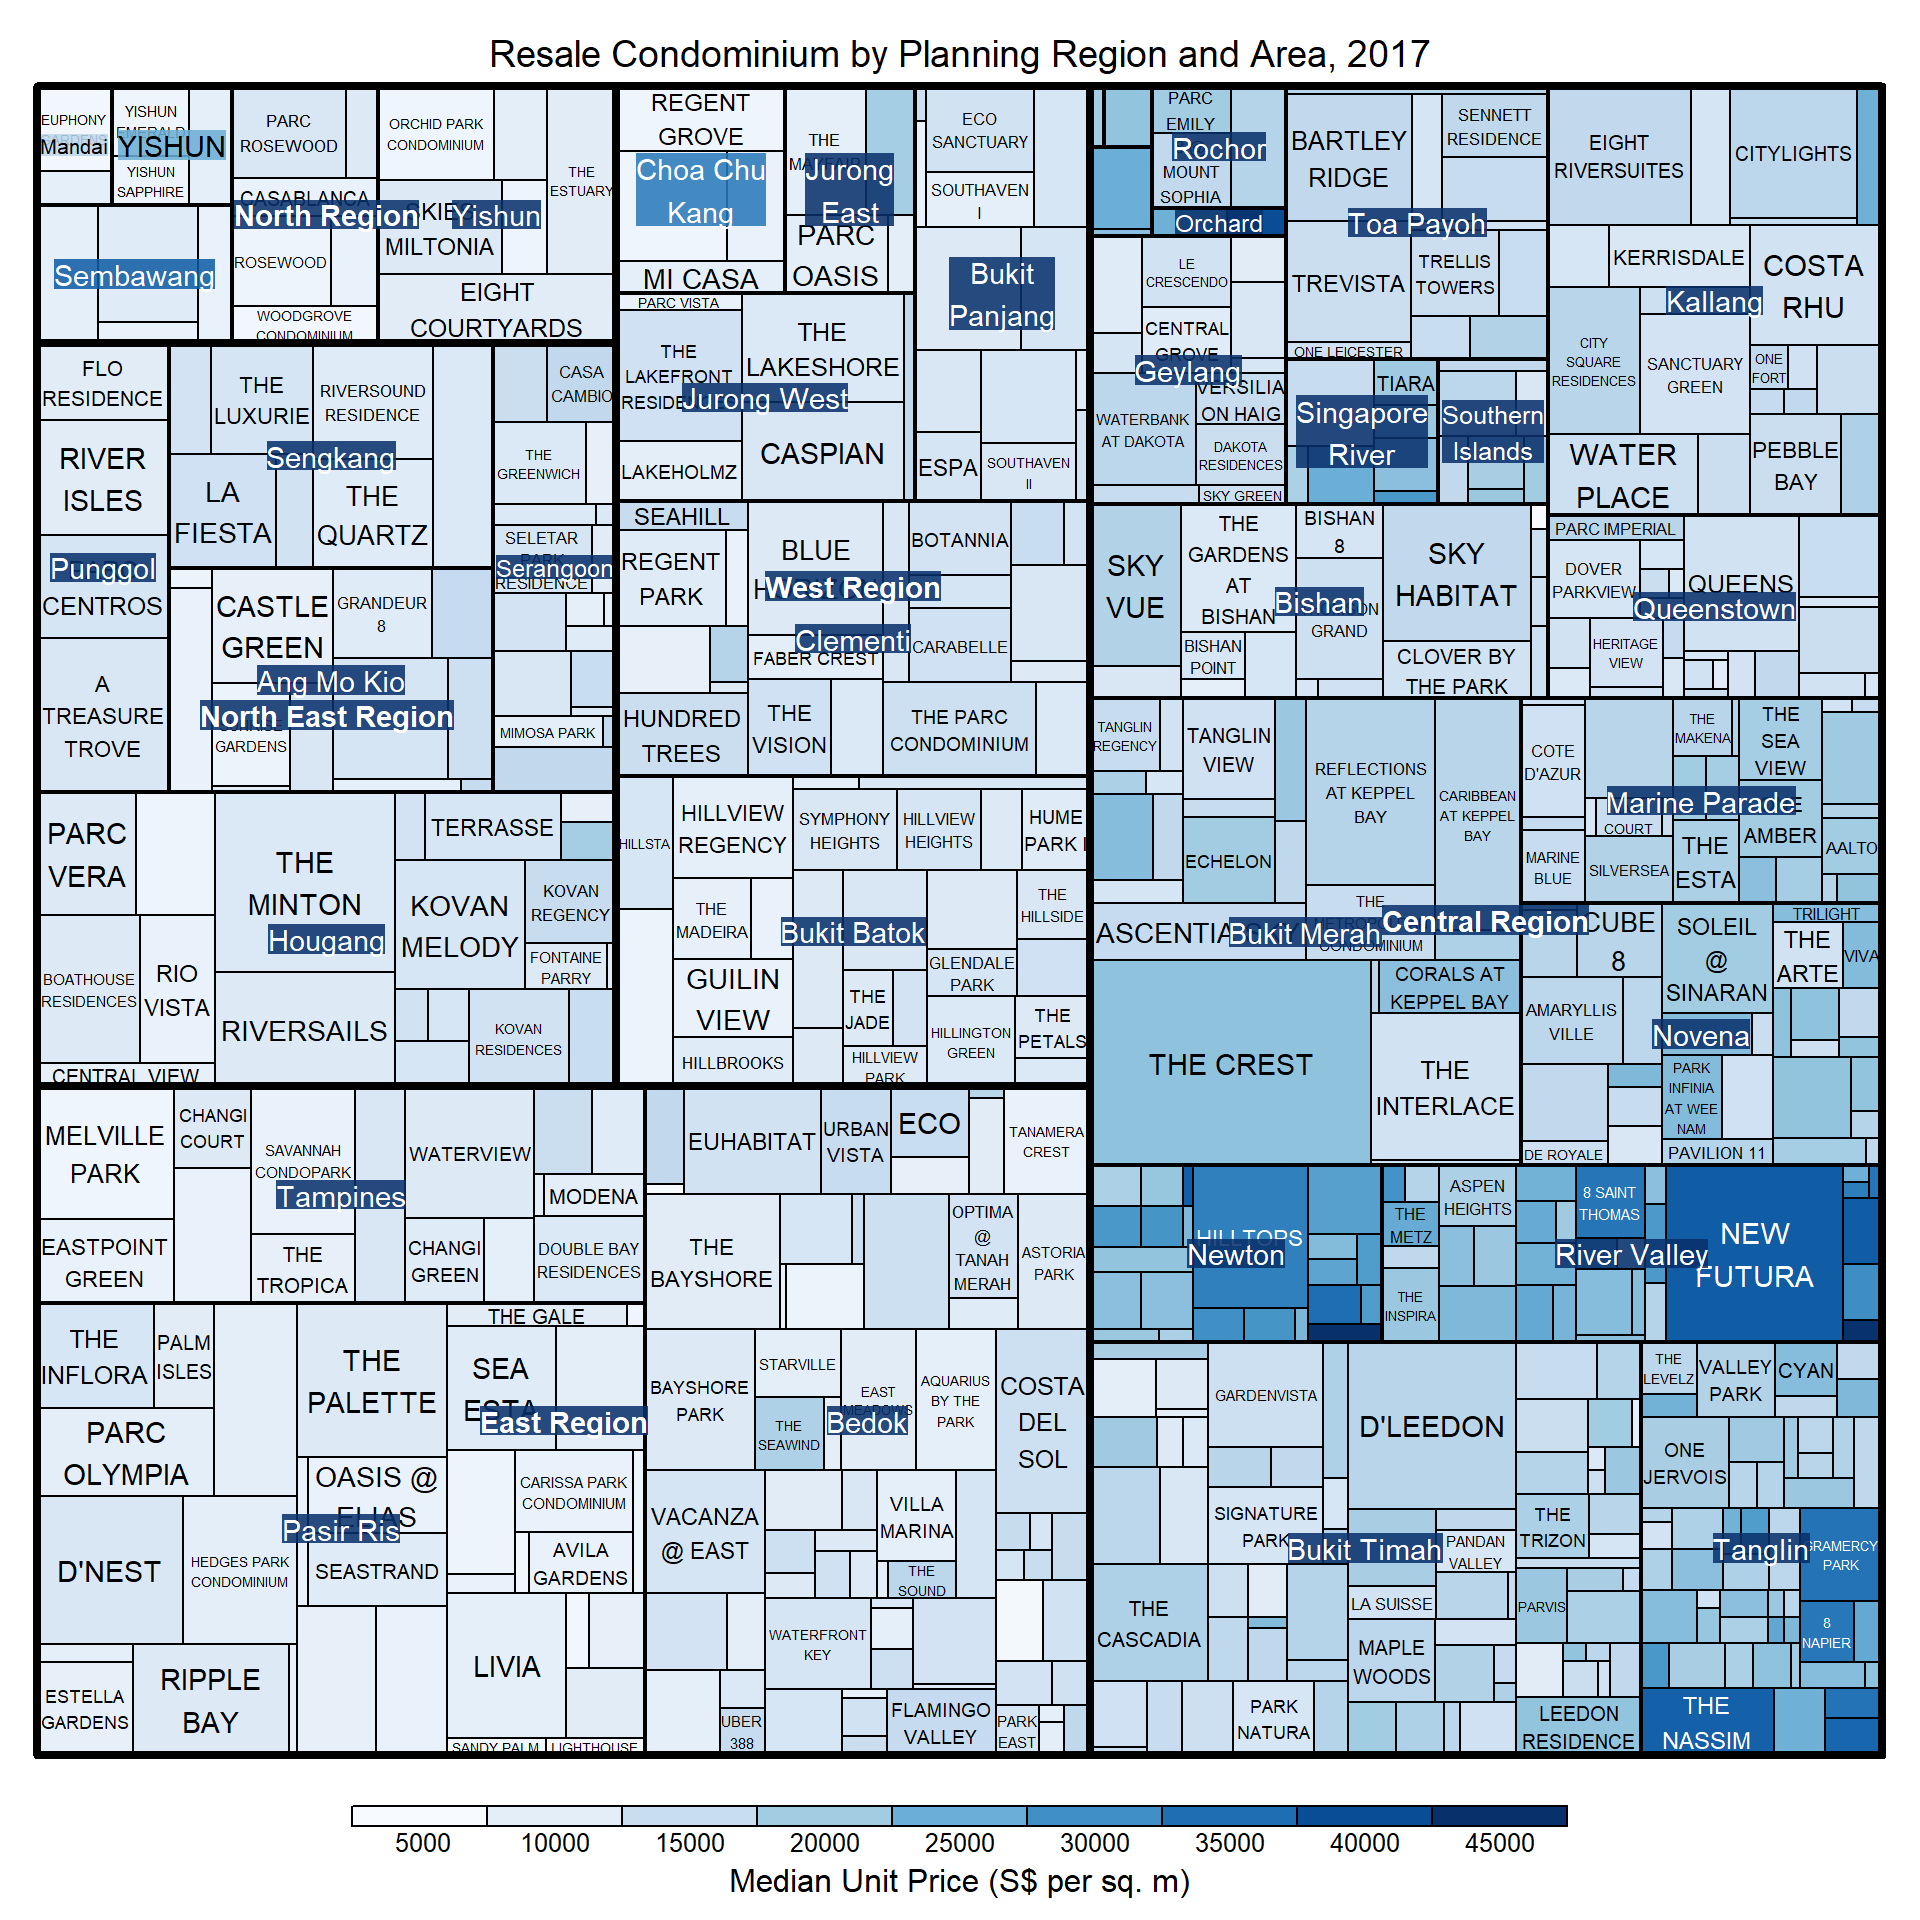 Resale Condominium by Planning Region and Area, 2017
EUPHONY
Mandai
YISHUN
YISHUN
YISHUN
SAPPHIRE
Sembawang
PARC
ROSEWOOD
CASABLANCA
North Region
ROSEWOOD
WOODGROVE
CONDOMINIUM
ORCHID PARK
CONDOMINIUM
THE
ESTUARY
Yishun
MILTONIA
EIGHT
COURTYARDS
REGENT
GROVE
Choa Chu
Kang
MI CASA
THE
Jurong
East
PARC
OASIS
ECO
SANCTUARY
SOUTHAVEN
I
Bukit
Panjang
ESPA
SOUTHAVEN
II
PARC VISTA
THE
LAKEFRONT
Jurong West
LAKEHOLMZ
THE
LAKESHORE
CASPIAN
PARC
EMILY
Rochor
MOUNT
SOPHIA
Orchard
BARTLEY
RIDGE
SENNETT
RESIDENCE
Toa Payoh
TREVISTA
TRELLIS
TOWERS
ONE LEICESTER
EIGHT
RIVERSUITES
CITYLIGHTS
KERRISDALE
COSTA
RHU
Kallang
CITY
SQUARE
RESIDENCES
SANCTUARY
GREEN
ONE
FORT
WATER
PLACE
PEBBLE
BAY
LE
CRESCENDO
CENTRAL
GROVE
Geylang
WATERBANK
AT DAKOTA
VERSILIA
ON HAIG
DAKOTA
RESIDENCES
SKY GREEN
TIARA
Singapore
River
Southern
Islands
FLO
RESIDENCE
RIVER
ISLES
Punggol
CENTROS
A
TREASURE
TROVE
THE
LUXURIE
RIVERSOUND
RESIDENCE
Sengkang
LA
FIESTA
THE
QUARTZ
CASA
CAMBIO
THE
GREENWICH
SELETAR
PARK
RESIDENCE
Serangoon
MIMOSA PARK
CASTLE
GREEN
GRANDEUR
8
Ang Mo Kio
North East Region
GARDENS
SEAHILL
REGENT
PARK
BLUE
West Region
Clementi
FABER CREST
BOTANNIA
CARABELLE
HUNDRED
TREES
THE
VISION
THE PARC
CONDOMINIUM
SKY
VUE
THE
GARDENS
AT
BISHAN
BISHAN
POINT
BISHAN
8
Bishan
GRAND
SKY
HABITAT
CLOVER BY
THE PARK
PARC IMPERIAL
DOVER
PARKVIEW
QUEENS
Queenstown
HERITAGE
VIEW
PARC
VERA
THE
MINTON
Hougang
TERRASSE
KOVAN
MELODY
KOVAN
REGENCY
FONTAINE
PARRY
BOATHOUSE
RESIDENCES
RIO
VISTA
RIVERSAILS
KOVAN
RESIDENCES
CENTRAL VIEW
HILLSTA
HILLVIEW
REGENCY
SYMPHONY
HEIGHTS
HILLVIEW
HEIGHTS
HUME
PARK I
THE
MADEIRA
Bukit Batok
THE
HILLSIDE
GUILIN
VIEW
GLENDALE
PARK
THE
JADE
HILLINGTON
GREEN
THE
PETALS
HILLBROOKS
HILLVIEW
PARK
TANGLIN
REGENCY
TANGLIN
VIEW
REFLECTIONS
AT KEPPEL
BAY
CARIBBEAN
AT KEPPEL
BAY
ECHELON
THE
CONDOMINIUM
Bukit Merah
Central Region
CORALS AT
KEPPEL BAY
THE CREST
THE
INTERLACE
COTE
D'AZUR
THE
MAKENA
THE
SEA
VIEW
Marine Parade
COURT
AMBER
MARINE
BLUE
SILVERSEA
THE
ESTA
AALTO
CUBE
8
SOLEIL
@
SINARAN
TRILIGHT
THE
ARTE
VIVA
AMARYLLIS
VILLE
Novena
PARK
INFINIA
AT WEE
NAM
DE ROYALE
PAVILION 11
MELVILLE
PARK
CHANGI
COURT
SAVANNAH
CONDOPARK
Tampines
WATERVIEW
MODENA
EASTPOINT
GREEN
THE
TROPICA
CHANGI
GREEN
DOUBLE BAY
RESIDENCES
EUHABITAT
URBAN
VISTA
ECO
TANAMERA
CREST
THE
BAYSHORE
OPTIMA
@
TANAH
MERAH
ASTORIA
PARK
HILLTOPS
Newton
THE
METZ
ASPEN
HEIGHTS
THE
INSPIRA
8 SAINT
THOMAS
River Valley
NEW
FUTURA
THE
INFLORA
PALM
ISLES
THE
PALETTE
THE GALE
SEA
ESTA
East Region
PARC
OLYMPIA
OASIS @
ELIAS
Pasir Ris
CARISSA PARK
CONDOMINIUM
D'NEST
HEDGES PARK
CONDOMINIUM
SEASTRAND
AVILA
GARDENS
LIVIA
ESTELLA
GARDENS
RIPPLE
BAY
SANDY PALM
LIGHTHOUSE
BAYSHORE
PARK
STARVILLE
THE
SEAWIND
EAST
MEADOWS
Bedok
AQUARIUS
BY THE
PARK
COSTA
DEL
SOL
VACANZA
@ EAST
VILLA
MARINA
THE
SOUND
WATERFRONT
KEY
UBER
388
FLAMINGO
VALLEY
PARK
EAST
GARDENVISTA
D'LEEDON
SIGNATURE
PARK
Bukit Timah
PANDAN
VALLEY
THE
TRIZON
THE
CASCADIA
LA SUISSE
PARVIS
MAPLE
WOODS
PARK
NATURA
LEEDON
RESIDENCE
THE
LEVELZ
VALLEY
PARK
CYAN
ONE
JERVOIS
Tanglin
GRAMERCY
PARK
8
NAPIER
THE
NASSIM
5000 10000 15000 20000 25000 30000 35000 40000 45000
Median Unit Price (S$ per sq. m)